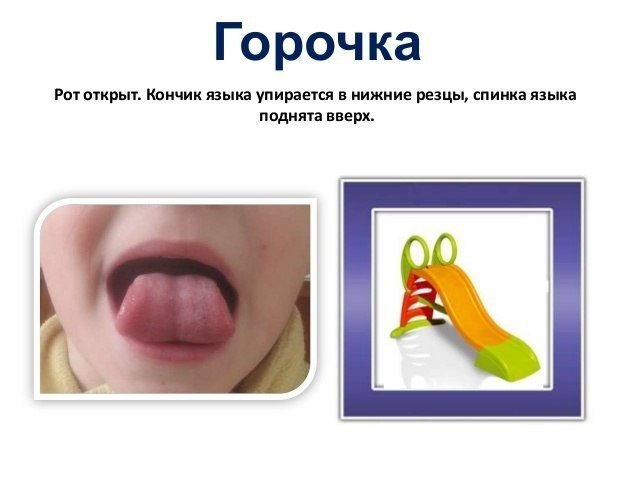 Горочка
Рот открыт. Кончик языка упирается в нижние резцы, спинка языка
поднята вверх.